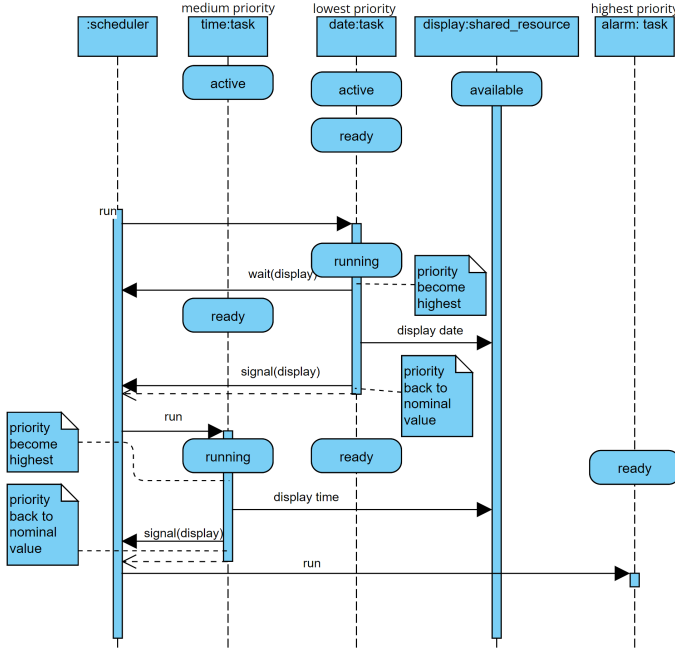 medium priority
lowest priority
highest priority
:scheduler
time:task
date:task
display:shared_resource
alarm: task
active
active
available
ready
run
running
wait(display)
priority
become
highest
ready
display date
signal(display)
priority
back to
nominal
value
run
priority
become
highest
running
ready
ready
priority
back to
nominal
value
display time
signal(display)
run